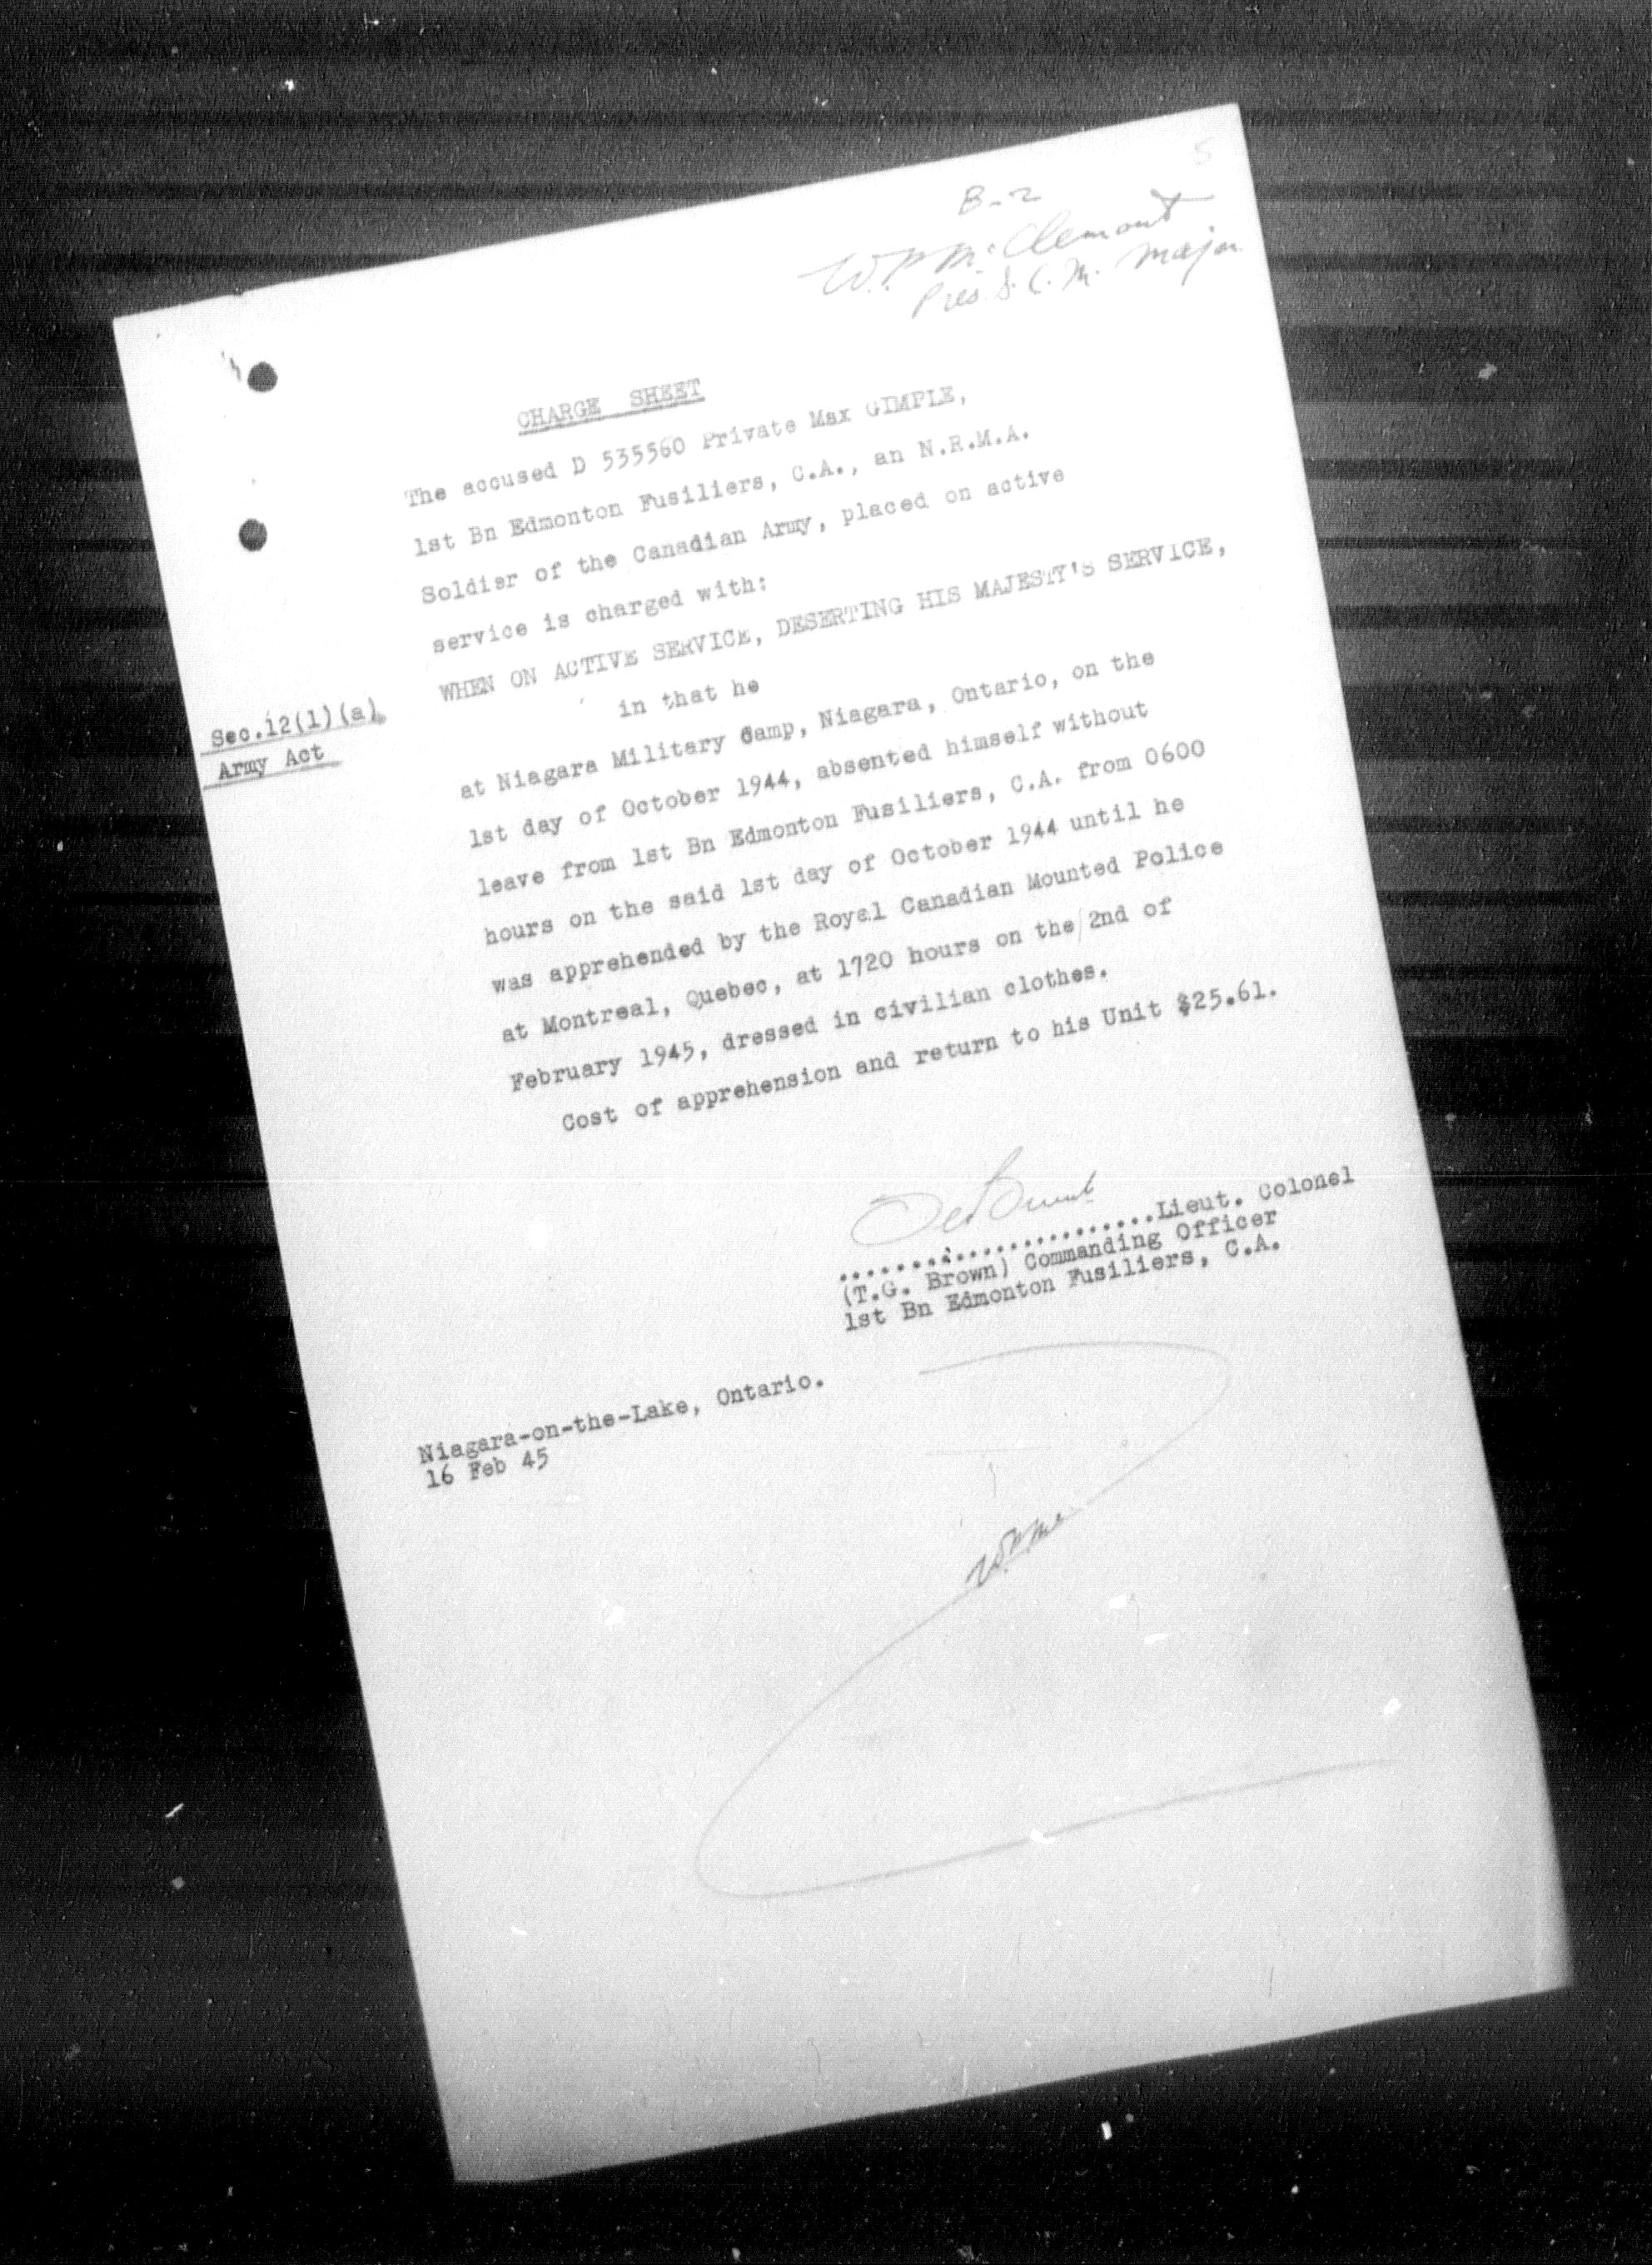 5
B-2
W.P. McClemont
Pres. D.C.M. Major
CHARGE SHEET
The accused D 535560 Private Max GIMPLE,
1st Bn Edmonton Fusiliers, C.A., an N.R.M.A.
Soldier of the Canadian Army, placed on active
service is charged with:
WHEN ON ACTIVE SERVICE, DESERTING HIS MAJESTY'S SERVICE,
Sec.12(1)(a)
Army Act
in that he
at Niagara Military Camp, Niagara, Ontario, on the
1st day of October 1944, absented himself without
leave from 1st Bn Edmonton Fusiliers, C.A. from 0600
hours on the said 1st day of October 1944 until he
was apprehended by the Royal Canadian Mounted Police
at Montreal, Quebec, at 1720 hours on the 2nd of
February 1945, dressed in civilian clothes.
Cost of apprehension and return to his Unit $25.61.
......................Lieut. Colonel
(T.G. Brown) Commanding Officer
1st Bn Edmonton Fusiliers, C.A.
Niagara-on-the-Lake, Ontario.
16 Feb 45